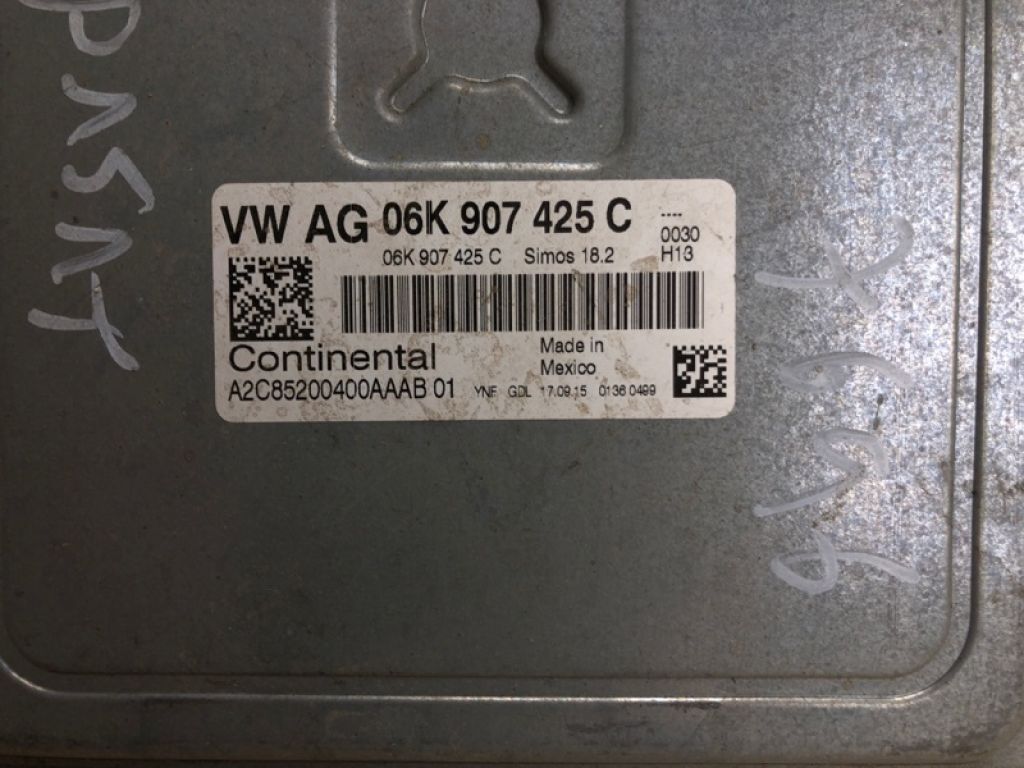 PASAT
VW AG 06K 907 425 C ----
0030
06K 907 425 C Simos 18.2 H13
Continental
Made in
Mexico
A2C85200400AAAB 01 YNF GDL 17.09.15 0136 0499